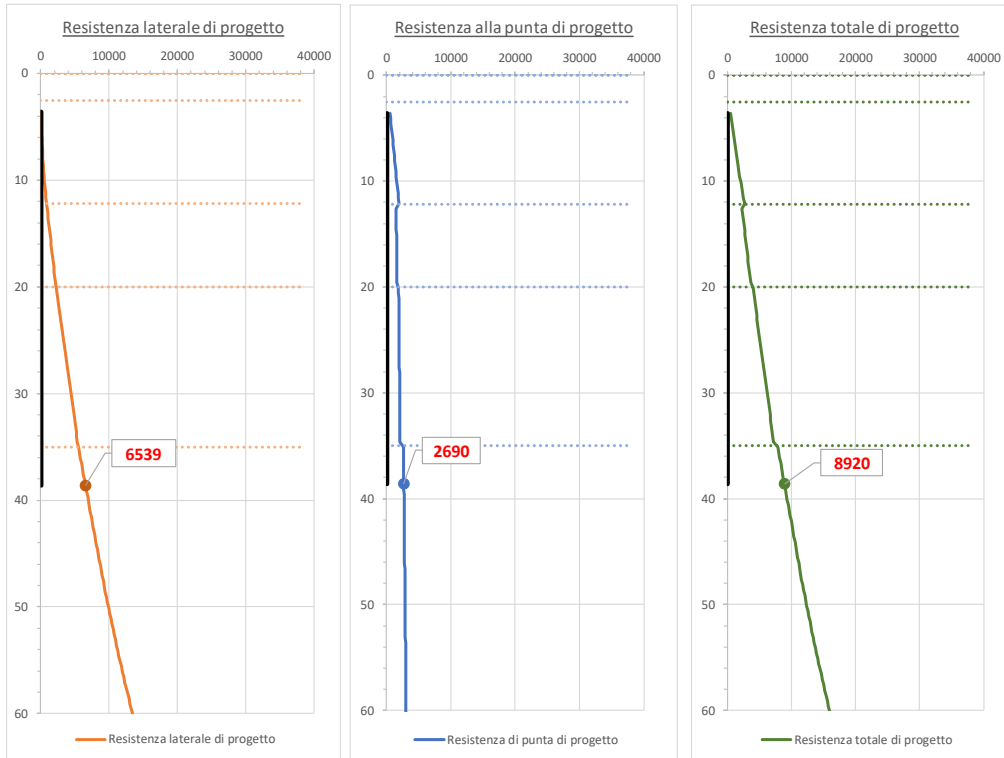 Resistenza laterale di progetto
0 10000 20000 30000 40000
0
10
20
30
40
50
60
6539
Resistenza laterale di progetto
Resistenza alla punta di progetto
0 10000 20000 30000 40000
0
10
20
30
40
50
60
2690
Resistenza di punta di progetto
Resistenza totale di progetto
0 10000 20000 30000 40000
0
10
20
30
40
50
60
8920
Resistenza totale di progetto